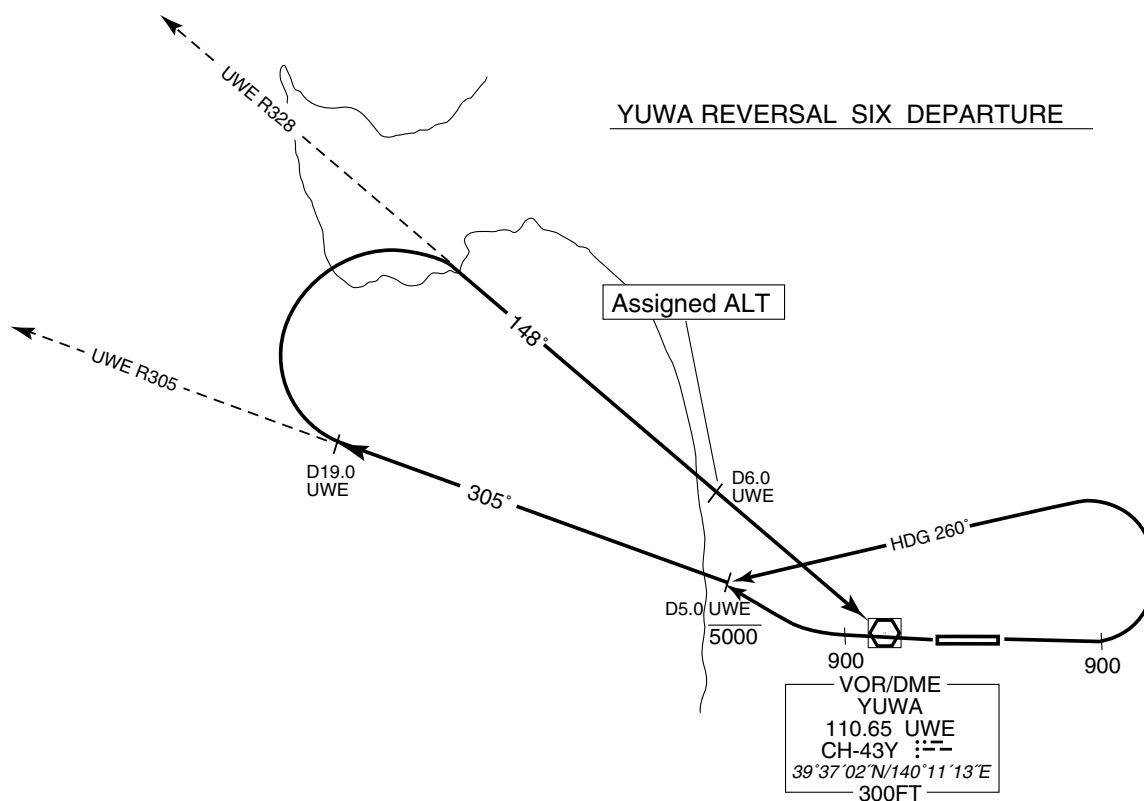 YUWA REVERSAL SIX DEPARTURE
UWE R328
Assigned ALT
148°
UWE R305
D19.0
UWE
305°
D6.0
UWE
HDG 260°
D5.0 UWE
5000
900
900
VOR/DME
YUWA
110.65 UWE
CH-43Y
39°37´02˝N/140°11´13˝E
300FT